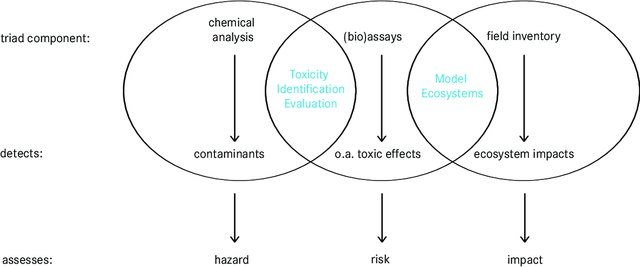 triad component:
chemical
analysis
(bio)assays
field inventory
Toxicity
Identification
Evaluation
Model
Ecosystems
detects:
contaminants
o.a. toxic effects
ecosystem impacts
assesses:
hazard
risk
impact